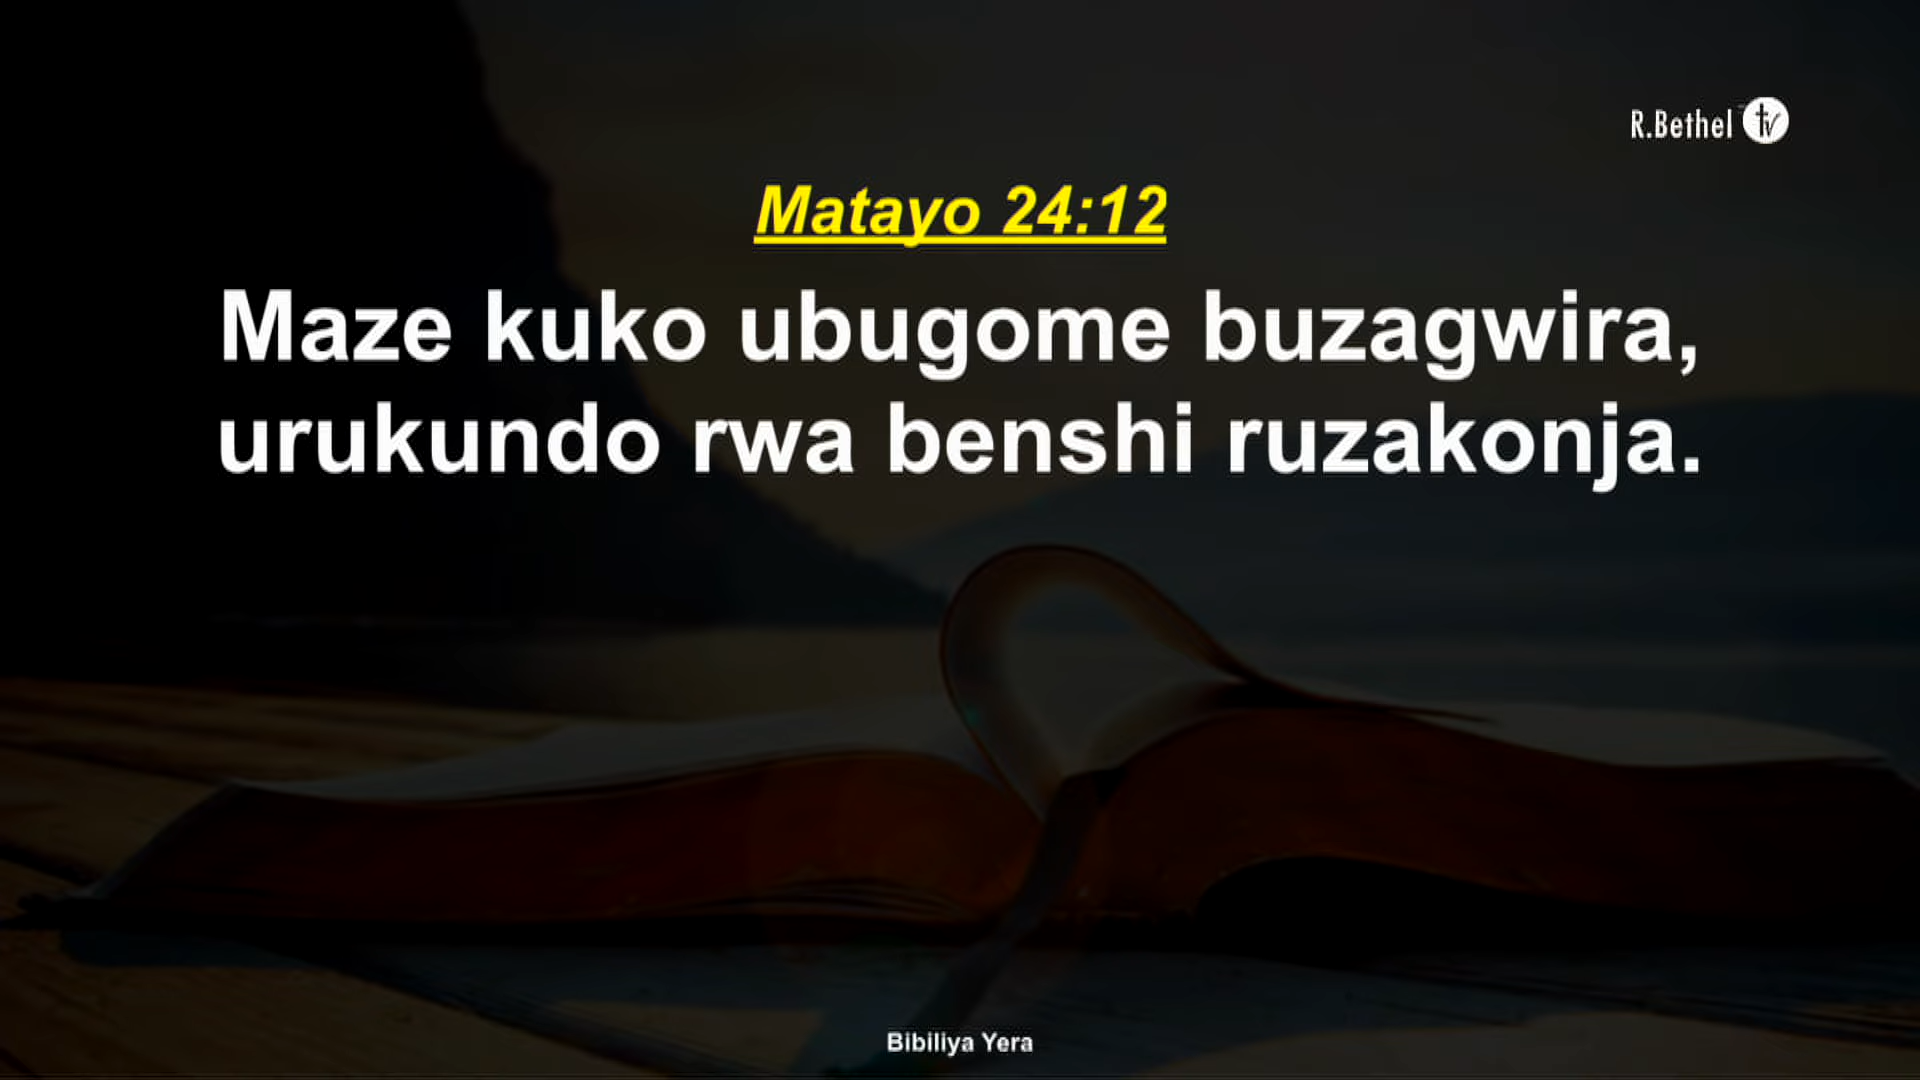 R.Bethel tv
Matayo 24:12
Maze kuko ubugome buzagwira,
urukundo rwa benshi ruzakonja.
Bibiliya Yera